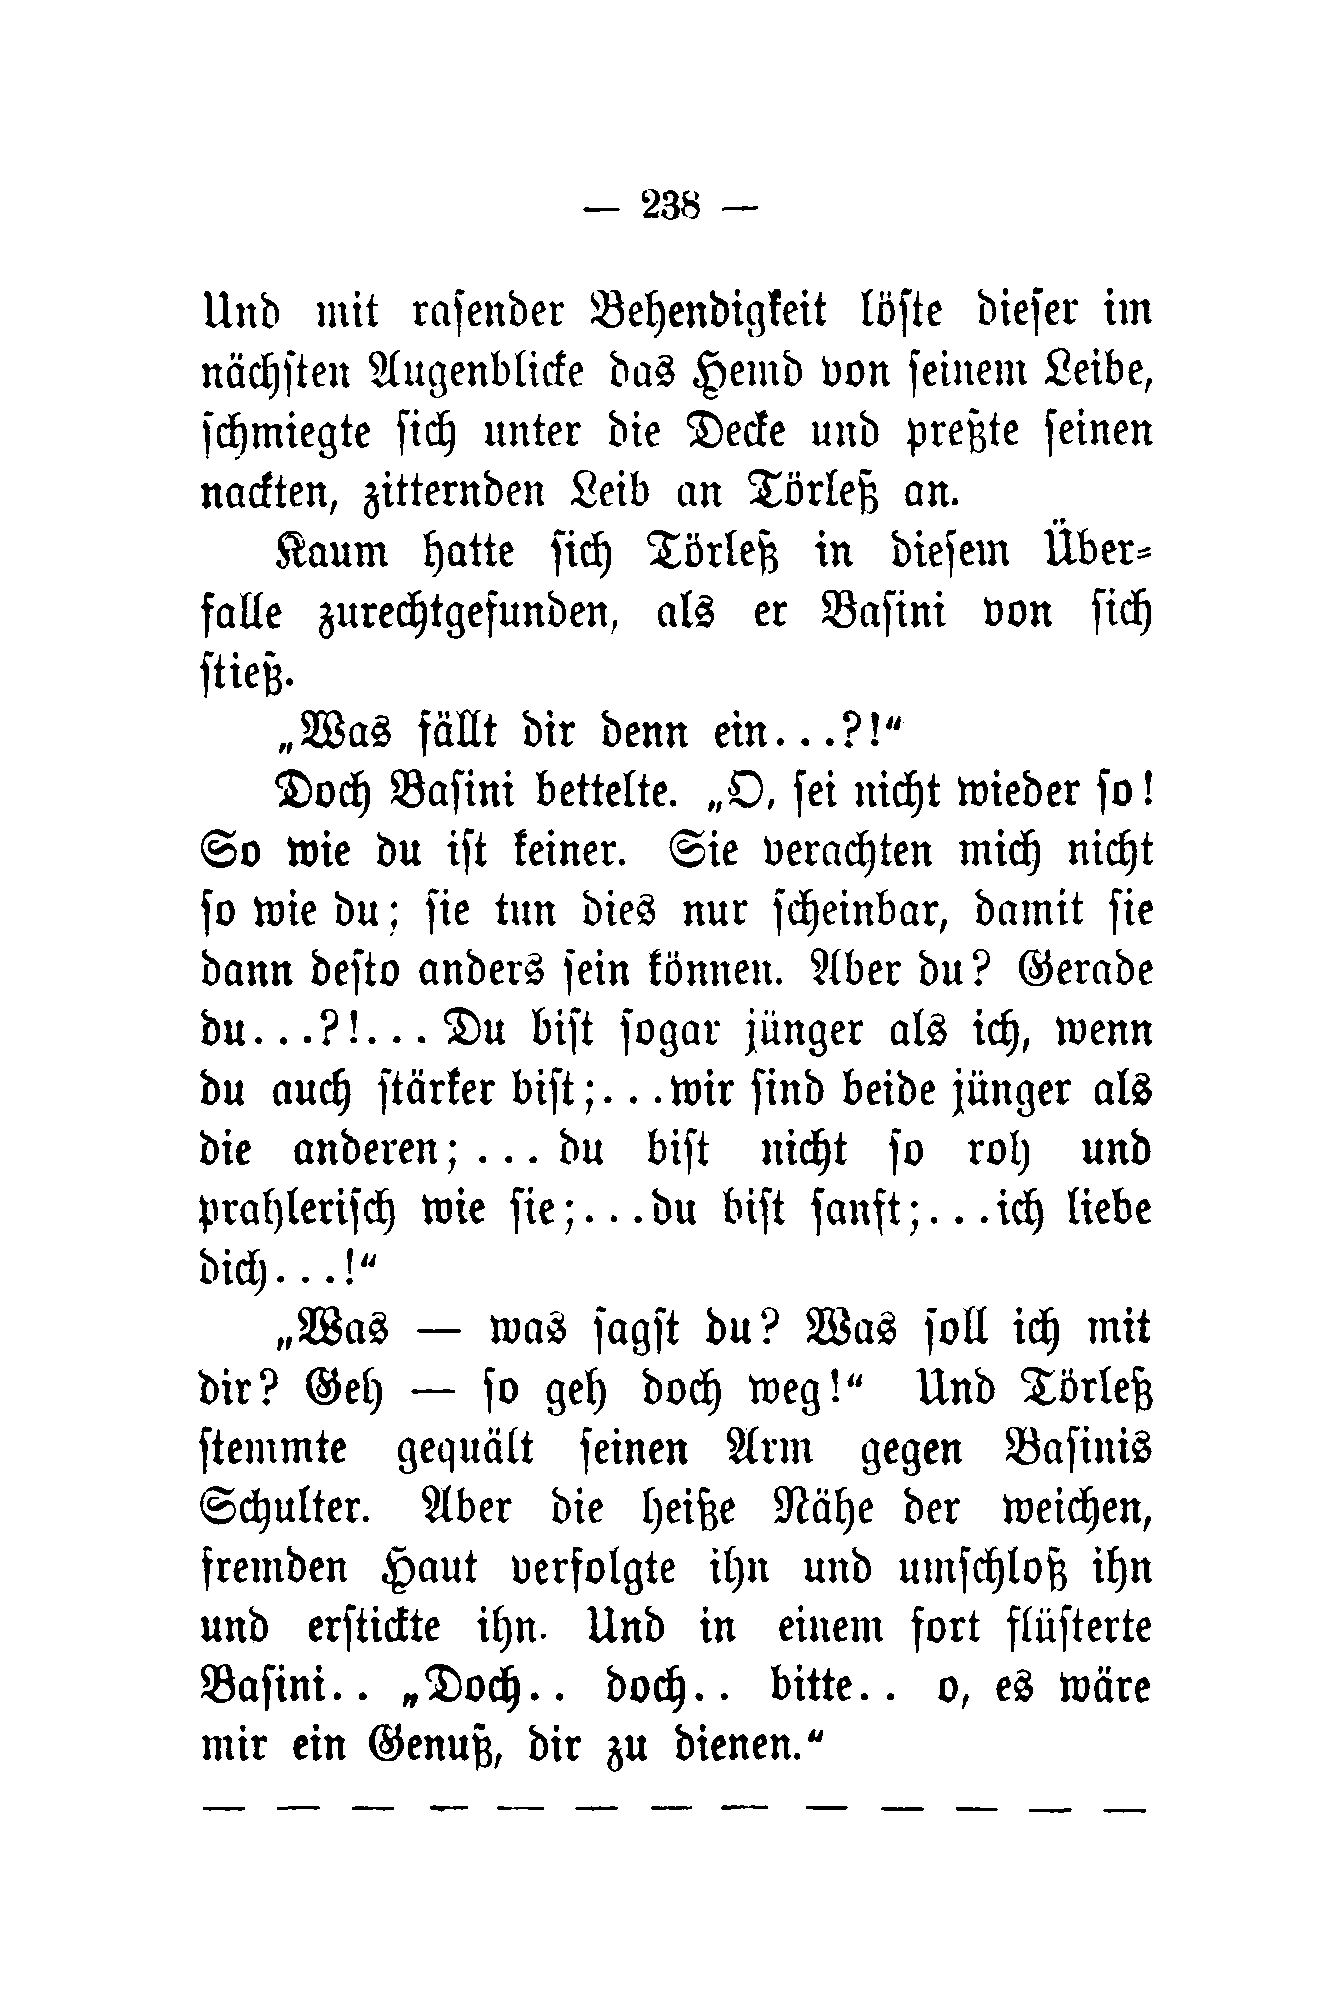 — 238 —
Und mit rasender Behendigkeit löste dieser im
nächsten Augenblicke das Hemd von seinem Leibe,
schmiegte sich unter die Decke und preßte seinen
nackten, zitternden Leib an Törleß an.
Kaum hatte sich Törleß in diesem Über-
falle zurechtgefunden, als er Basini von sich
stieß.
„Was fällt dir denn ein...?!“
Doch Basini bettelte. „O, sei nicht wieder so!
So wie du ist keiner. Sie verachten mich nicht
so wie du; sie tun dies nur scheinbar, damit sie
dann desto anders sein können. Aber du? Gerade
du...?!... Du bist sogar jünger als ich, wenn
du auch stärker bist;...wir sind beide jünger als
die anderen; ... du bist nicht so roh und
prahlerisch wie sie;...du bist sanft;...ich liebe
dich...!“
„Was — was sagst du? Was soll ich mit
dir? Geh — so geh doch weg!“ Und Törleß
stemmte gequält seinen Arm gegen Basinis
Schulter. Aber die heiße Nähe der weichen,
fremden Haut verfolgte ihn und umschloß ihn
und erstickte ihn. Und in einem fort flüsterte
Basini.. „Doch.. doch.. bitte.. o, es wäre
mir ein Genuß, dir zu dienen.“
— — — — — — — — — — — — —